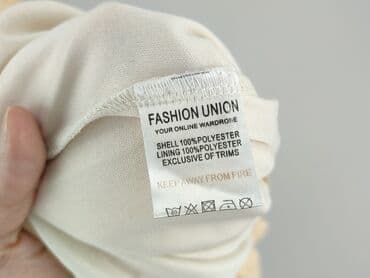 FASHION UNION
YOUR ONLINE WARDROBE
SHELL 100%POLYESTER
LINING 100%POLYESTER
EXCLUSIVE OF TRIMS
KEEP AWAY FROM FIRE